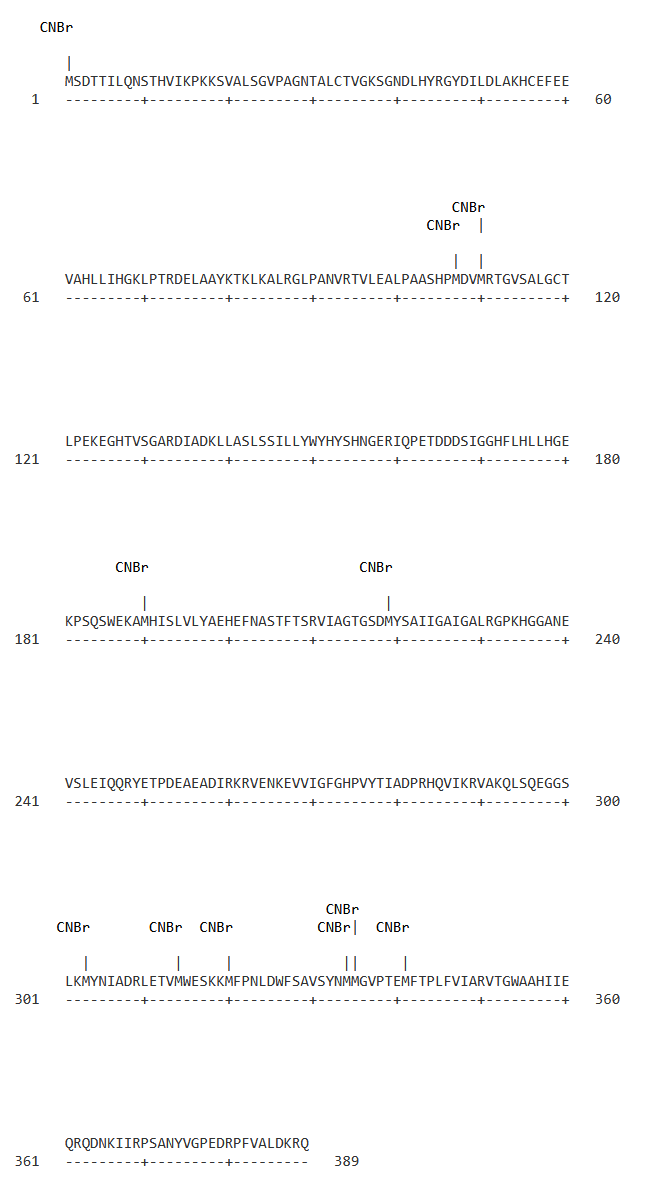 CNBr
|
MSDTTILQNSTHVIKPKKSVALSGVPAGNTALCTVGKSGNDLHYRGYDILDLAKHCEFEE
1 ---------+---------+---------+---------+---------+---------+ 60
CNBr
CNBr |
| |
VAHLLIHGKLPTRDELAAYKTKLKALRGLPANVRTVLEALPAASHPMDVMRTGVSALGCT
61 ---------+---------+---------+---------+---------+---------+ 120
LPEKEGHTVSGARDIADKLLASLSSILLYWYHYSHNGERIQPETDDDSIGGHFLHLLHGE
121 ---------+---------+---------+---------+---------+---------+ 180
CNBr CNBr
| |
KPSQSWEKAMHISLVLYAEHEFNASTFTSRVIAGTGSDMYSAIIGAIGALRGPKHGGANE
181 ---------+---------+---------+---------+---------+---------+ 240
VSLEIQQRYETPDEAEADIRKRVENKEVVIGFGHPVYTIADPRHQVIKRVAKQLSQEGGS
241 ---------+---------+---------+---------+---------+---------+ 300
CNBr
CNBr CNBr CNBr CNBr| CNBr
| | | || |
LKMYNIADRLETVMWESKKMFPNLDWFSAVSYNMMGVPTEMFTPLFVIARVTGWAAHIIE
301 ---------+---------+---------+---------+---------+---------+ 360
QRQDNKIIRPSANYVGPEDRPFVALDKRQ
361 ---------+---------+--------- 389